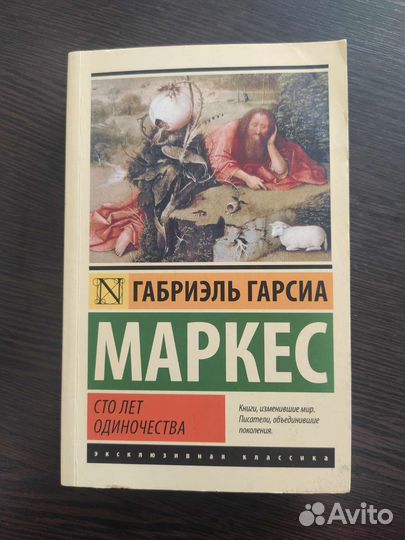 N
ГАБРИЭЛЬ ГАРСИА
МАРКЕС
СТО ЛЕТ
ОДИНОЧЕСТВА
Книги, изменившие мир.
Писатели, объединившие
поколения.
эксклюзивная классика
Avito